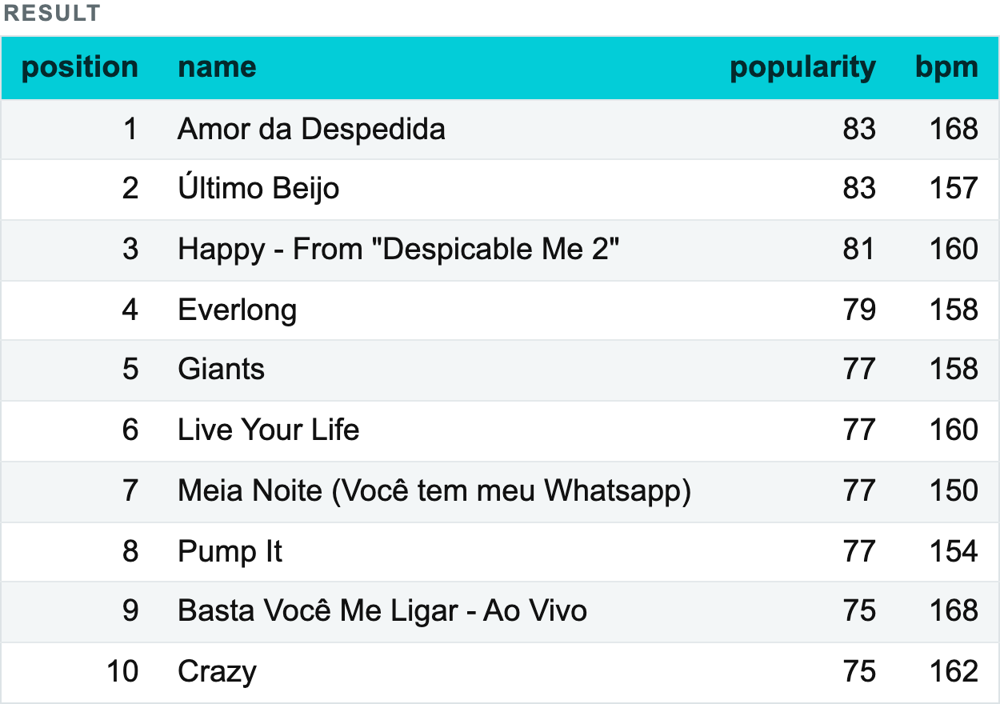 RESULT
position name popularity bpm
1 Amor da Despedida 83 168
2 Último Beijo 83 157
3 Happy - From "Despicable Me 2" 81 160
4 Everlong 79 158
5 Giants 77 158
6 Live Your Life 77 160
7 Meia Noite (Você tem meu Whatsapp) 77 150
8 Pump It 77 154
9 Basta Você Me Ligar - Ao Vivo 75 168
10 Crazy 75 162